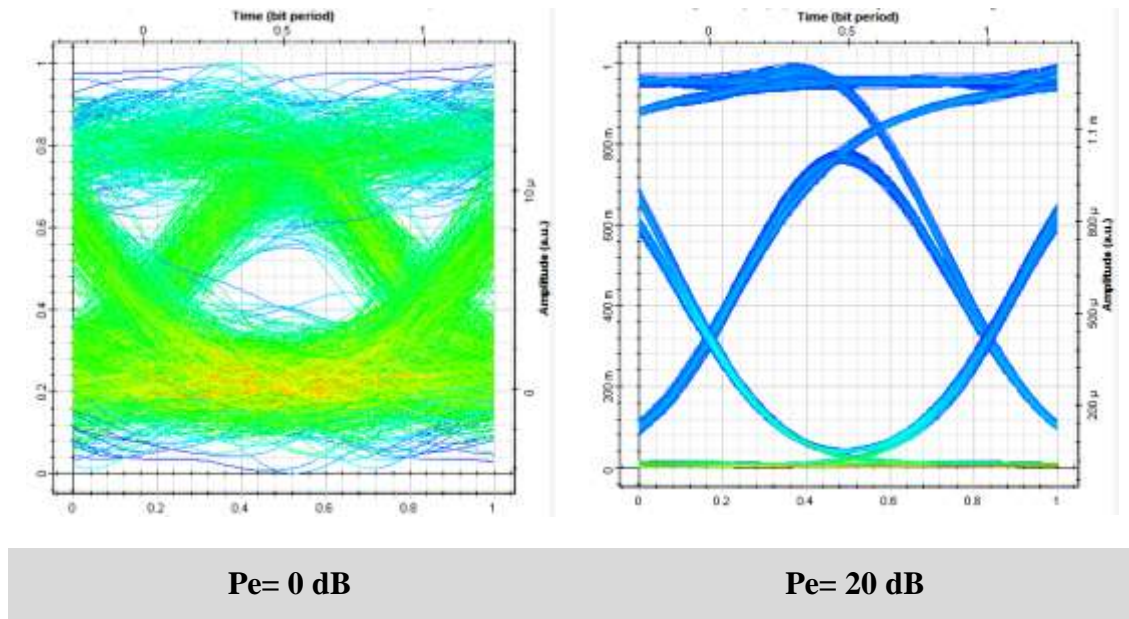 Time (bit period)
0 0.5 1
1
0.8
0.6
0.4
0.2
0
10 µ
0
Amplitude (a.u.)
0 0.2 0.4 0.6 0.8 1
Time (bit period)
0 0.5 1
1
800 m
600 m
400 m
200 m
0
1.1 m
800 µ
500 µ
200 µ
Amplitude (a.u.)
0 0.2 0.4 0.6 0.8 1
Pe= 0 dB
Pe= 20 dB